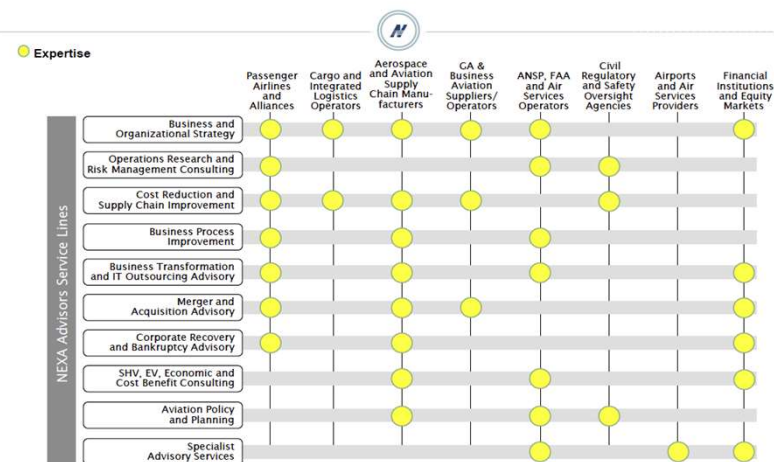 N
Expertise
Passenger
Airlines
and
Alliances
Cargo and
Integrated
Logistics
Operators
Aerospace
and Aviation
Supply
Chain Manu-
facturers
GA &
Business
Aviation
Suppliers/
Operators
ANSP, FAA
and Air
Services
Operators
Civil
Regulatory
and Safety
Oversight
Agencies
Airports
and Air
Services
Providers
Financial
Institutions
and Equity
Markets
NEXA Advisors Service Lines
Business and
Organizational Strategy
Operations Research and
Risk Management Consulting
Cost Reduction and
Supply Chain Improvement
Business Process
Improvement
Business Transformation
and IT Outsourcing Advisory
Merger and
Acquisition Advisory
Corporate Recovery
and Bankruptcy Advisory
SHV, EV, Economic and
Cost Benefit Consulting
Aviation Policy
and Planning
Specialist
Advisory Services